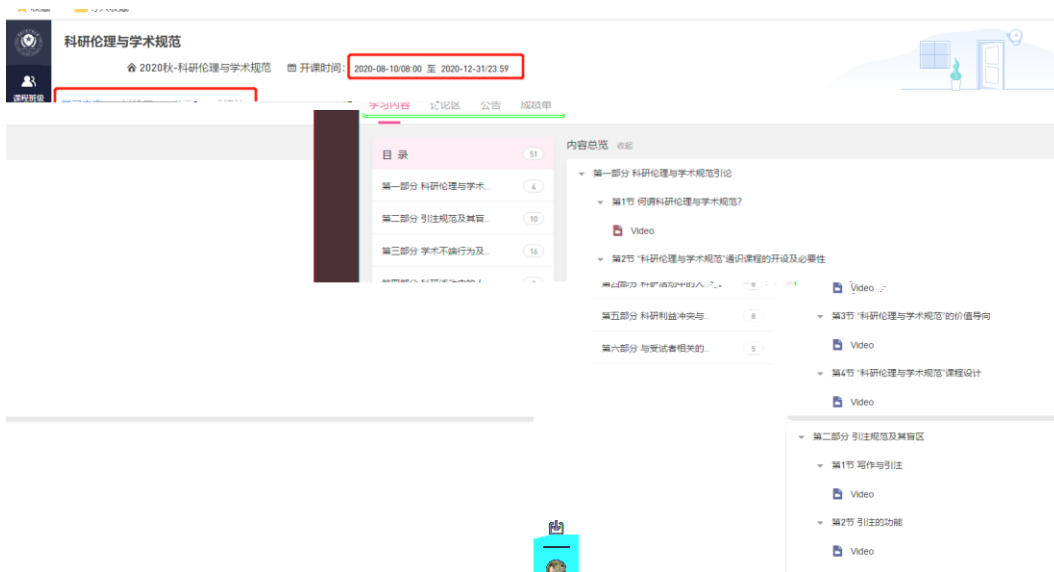 科研伦理与学术规范
2020秋-科研伦理与学术规范 开课时间: 2020-08-10/08:00 至 2020-12-31/23:59
课程班级
学习内容 讨论区 公告 成绩单
目 录 51
第一部分 科研伦理与学术... 4
第二部分 引注规范及其盲... 10
第三部分 学术不端行为及... 16
内容总览 收起
第一部分 科研伦理与学术规范引论
第1节 何谓科研伦理与学术规范?
Video
第2节 “科研伦理与学术规范”通识课程的开设及必要性
第四部分 科研活动中的人...
第五部分 科研利益冲突与... 8
第六部分 与受试者相关的... 5
Video
第3节 “科研伦理与学术规范”的价值导向
Video
第4节 “科研伦理与学术规范”课程设计
Video
第二部分 引注规范及其盲区
第1节 写作与引注
Video
第2节 引注的功能
Video